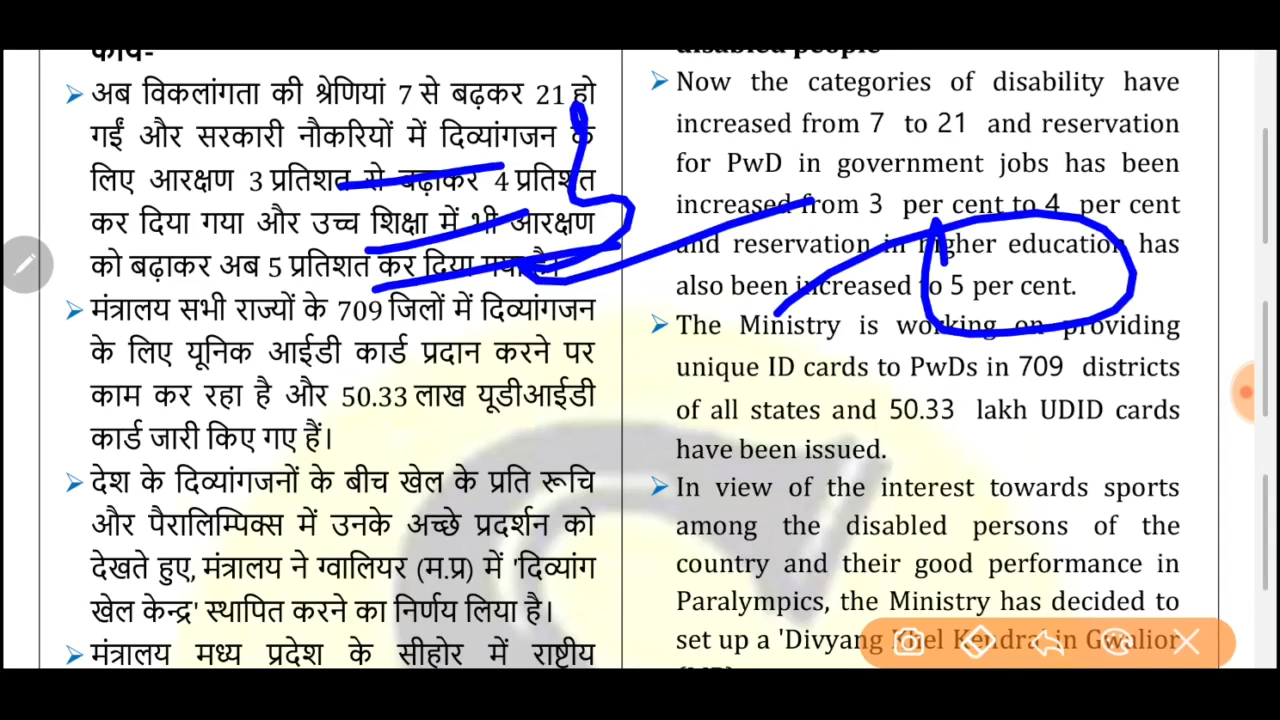 काय-
अब विकलांगता की श्रेणियां 7 से बढ़कर 21 हो
गईं और सरकारी नौकरियों में दिव्यांगजन के
लिए आरक्षण 3 प्रतिशत से बढ़ाकर 4 प्रतिशत
कर दिया गया और उच्च शिक्षा में भी आरक्षण
को बढ़ाकर अब 5 प्रतिशत कर दिया गया है।
मंत्रालय सभी राज्यों के 709 जिलों में दिव्यांगजन
के लिए यूनिक आईडी कार्ड प्रदान करने पर
काम कर रहा है और 50.33 लाख यूडीआईडी
कार्ड जारी किए गए हैं।
देश के दिव्यांगजनों के बीच खेल के प्रति रूचि
और पैरालिम्पिक्स में उनके अच्छे प्रदर्शन को
देखते हुए, मंत्रालय ने ग्वालियर (म.प्र) में 'दिव्यांग
खेल केन्द्र' स्थापित करने का निर्णय लिया है।
मंत्रालय मध्य प्रदेश के सीहोर में राष्ट्रीय
disabled people
Now the categories of disability have
increased from 7 to 21 and reservation
for PwD in government jobs has been
increased from 3 per cent to 4 per cent
and reservation in higher education has
also been increased to 5 per cent.
The Ministry is working on providing
unique ID cards to PwDs in 709 districts
of all states and 50.33 lakh UDID cards
have been issued.
In view of the interest towards sports
among the disabled persons of the
country and their good performance in
Paralympics, the Ministry has decided to
set up a 'Divyang Khel Kendra' in Gwalior